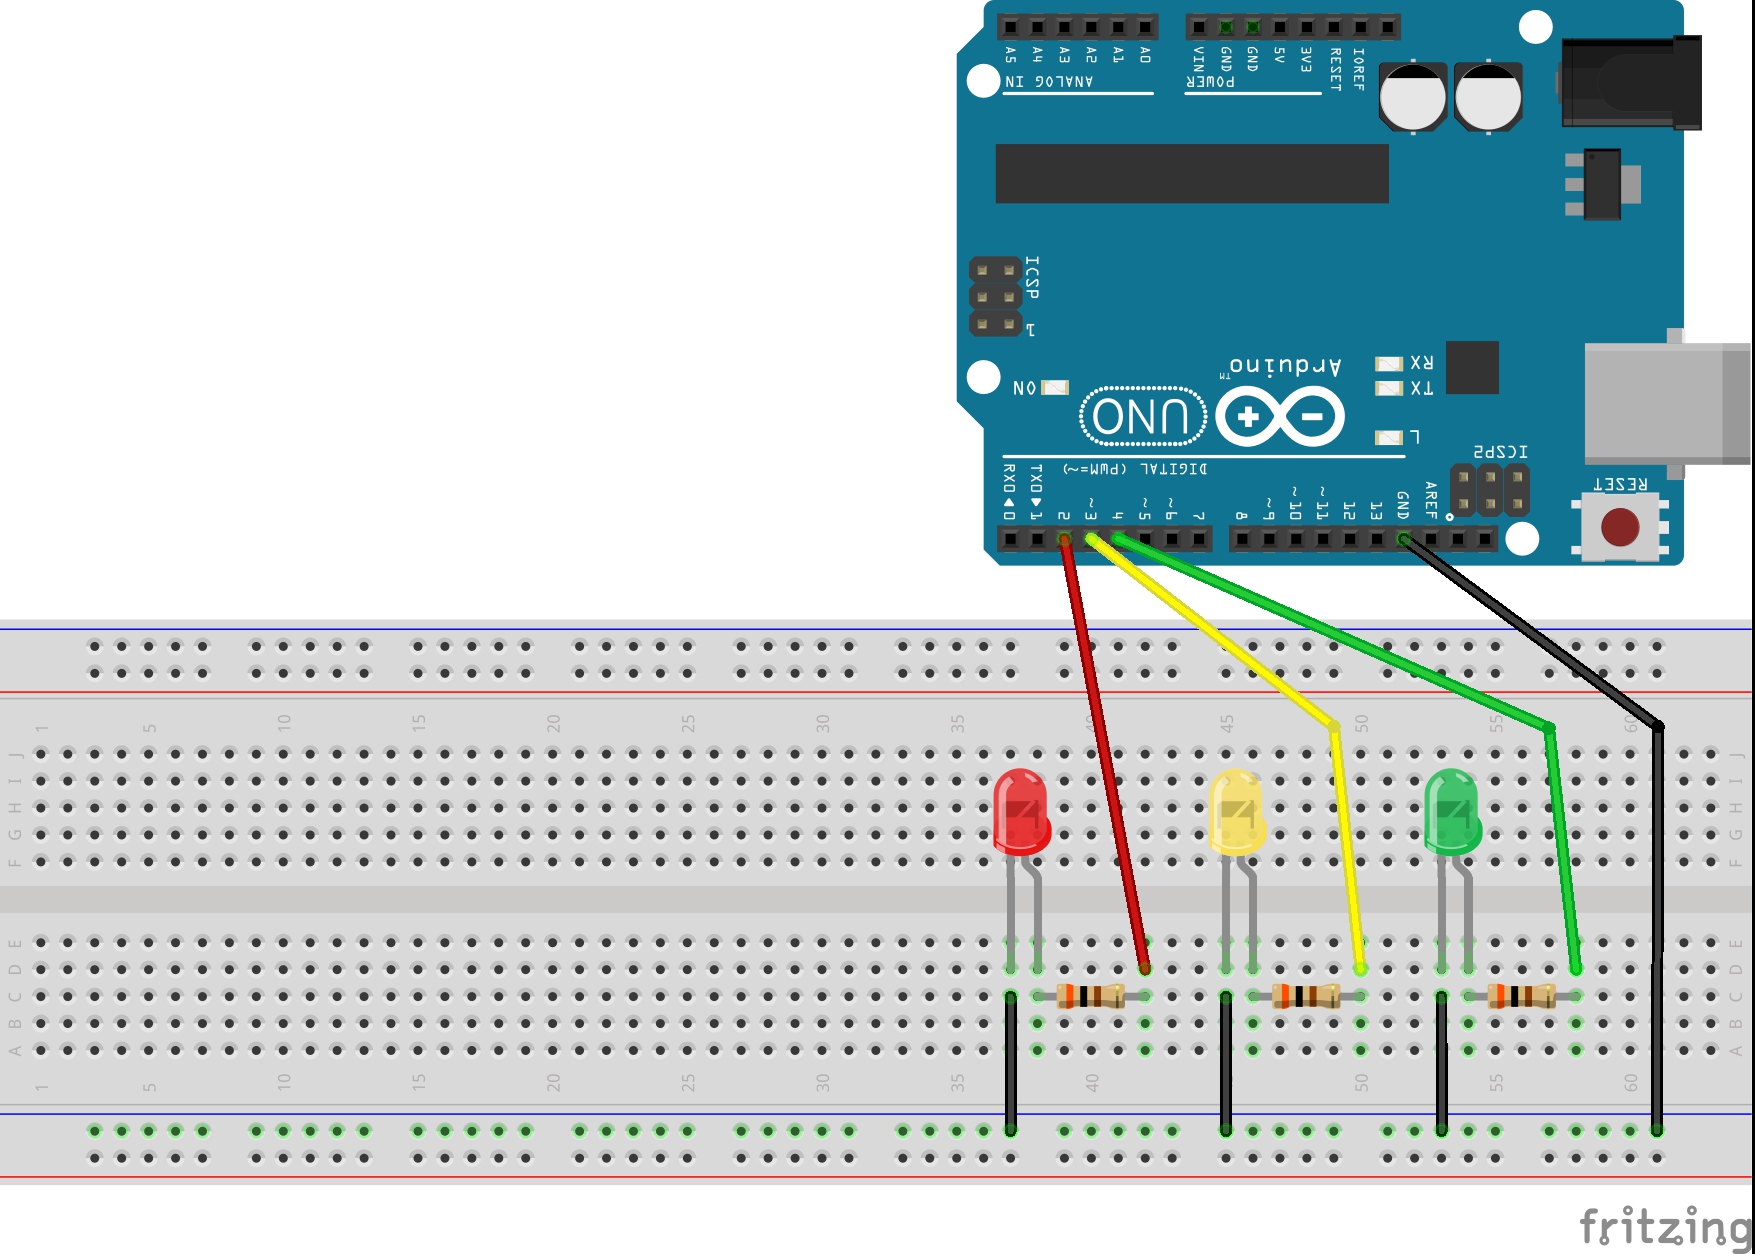 A5 A4 A3 A2 A1 A0 VIN GND GND 5V 3V3 RESET IOREF
ANALOG IN POWER
ICSP
1
ON
Arduino™
UNO
RX
TX
L
ICSP2
RESET
DIGITAL (PWM=~)
RX0◀0 TX0▶1 2 ~3 4 ~5 ~6 7 8 ~9 ~10 ~11 12 13 GND AREF
1 5 10 15 20 25 30 35 40 45 50 55 60
J J
I I
H H
G G
F F
E E
D D
C C
B B
A A
1 5 10 15 20 25 30 35 40 45 50 55 60
fritzing